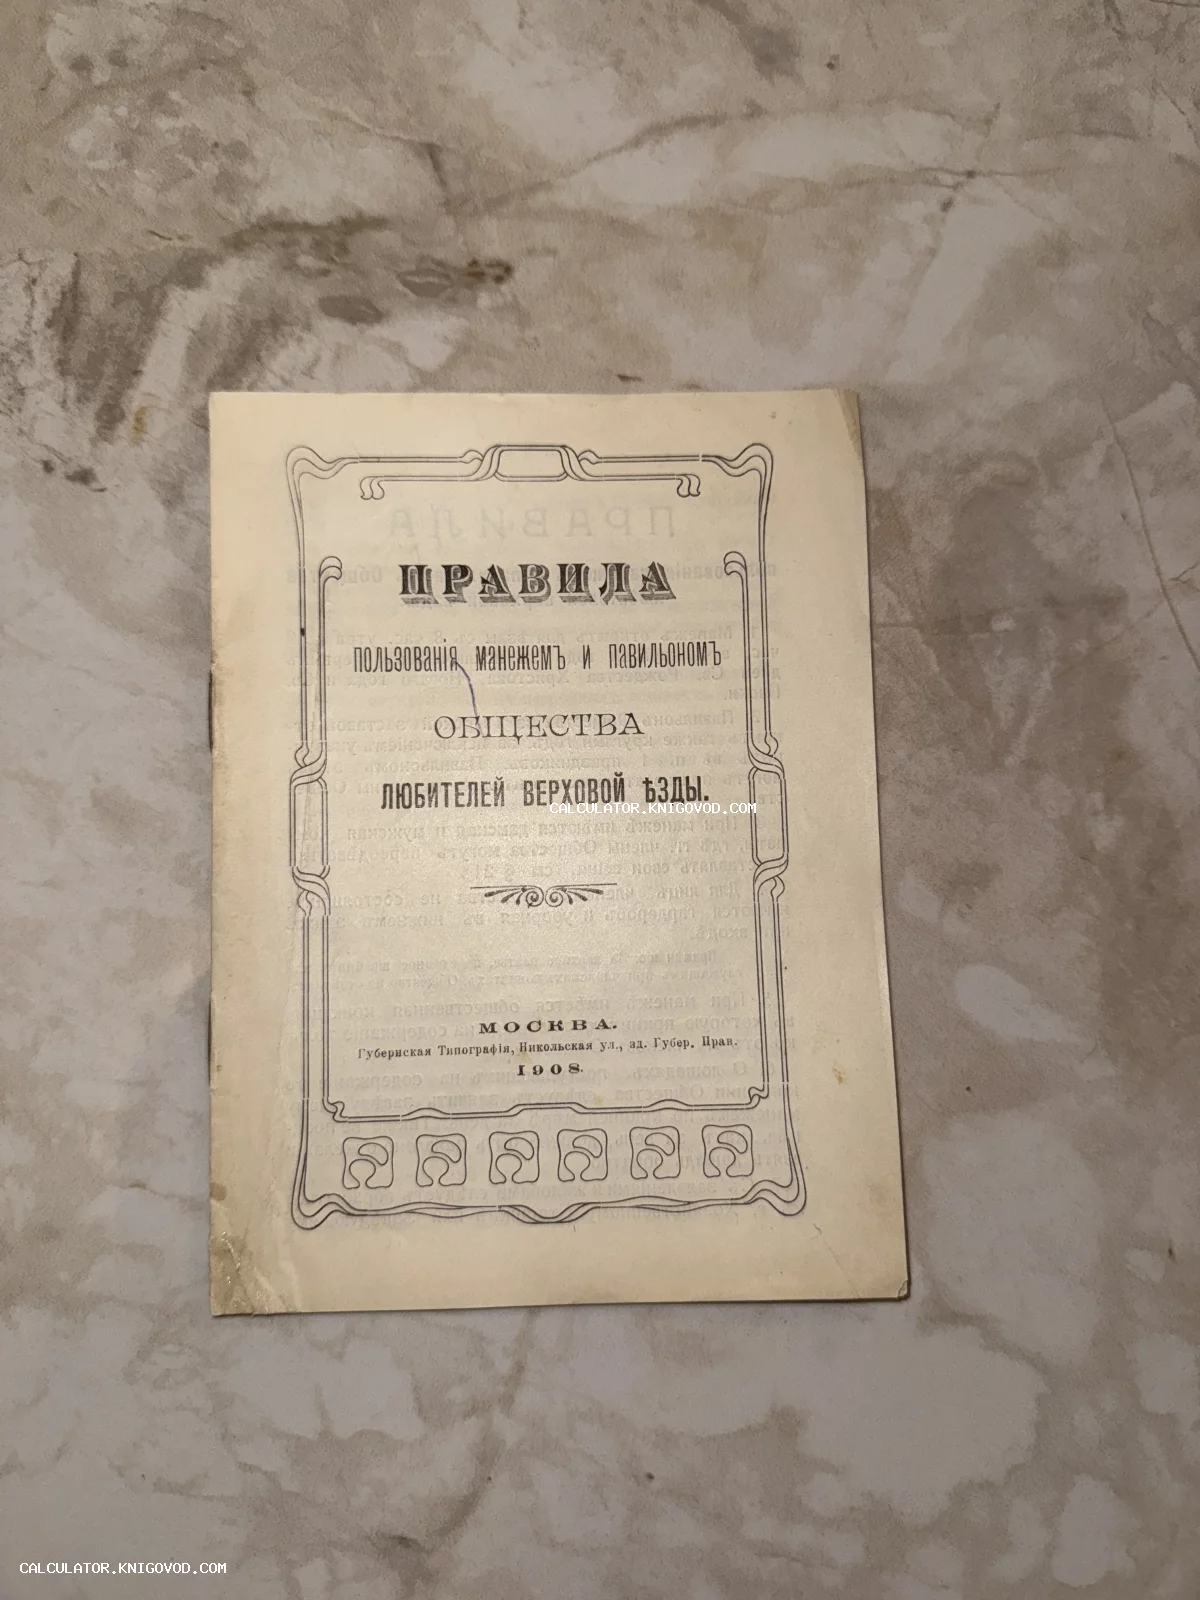 ПРАВИЛА
ПОЛЬЗОВАНІЯ МАНЕЖЕМЪ И ПАВИЛЬОНОМЪ
ОБЩЕСТВА
ЛЮБИТЕЛЕЙ ВЕРХОВОЙ ѢЗДЫ.
CALCULATOR.KNIGOVOD.COM
МОСКВА.
Губернская Типографія, Никольская ул., зд. Губер. Прав.
1908.
CALCULATOR.KNIGOVOD.COM